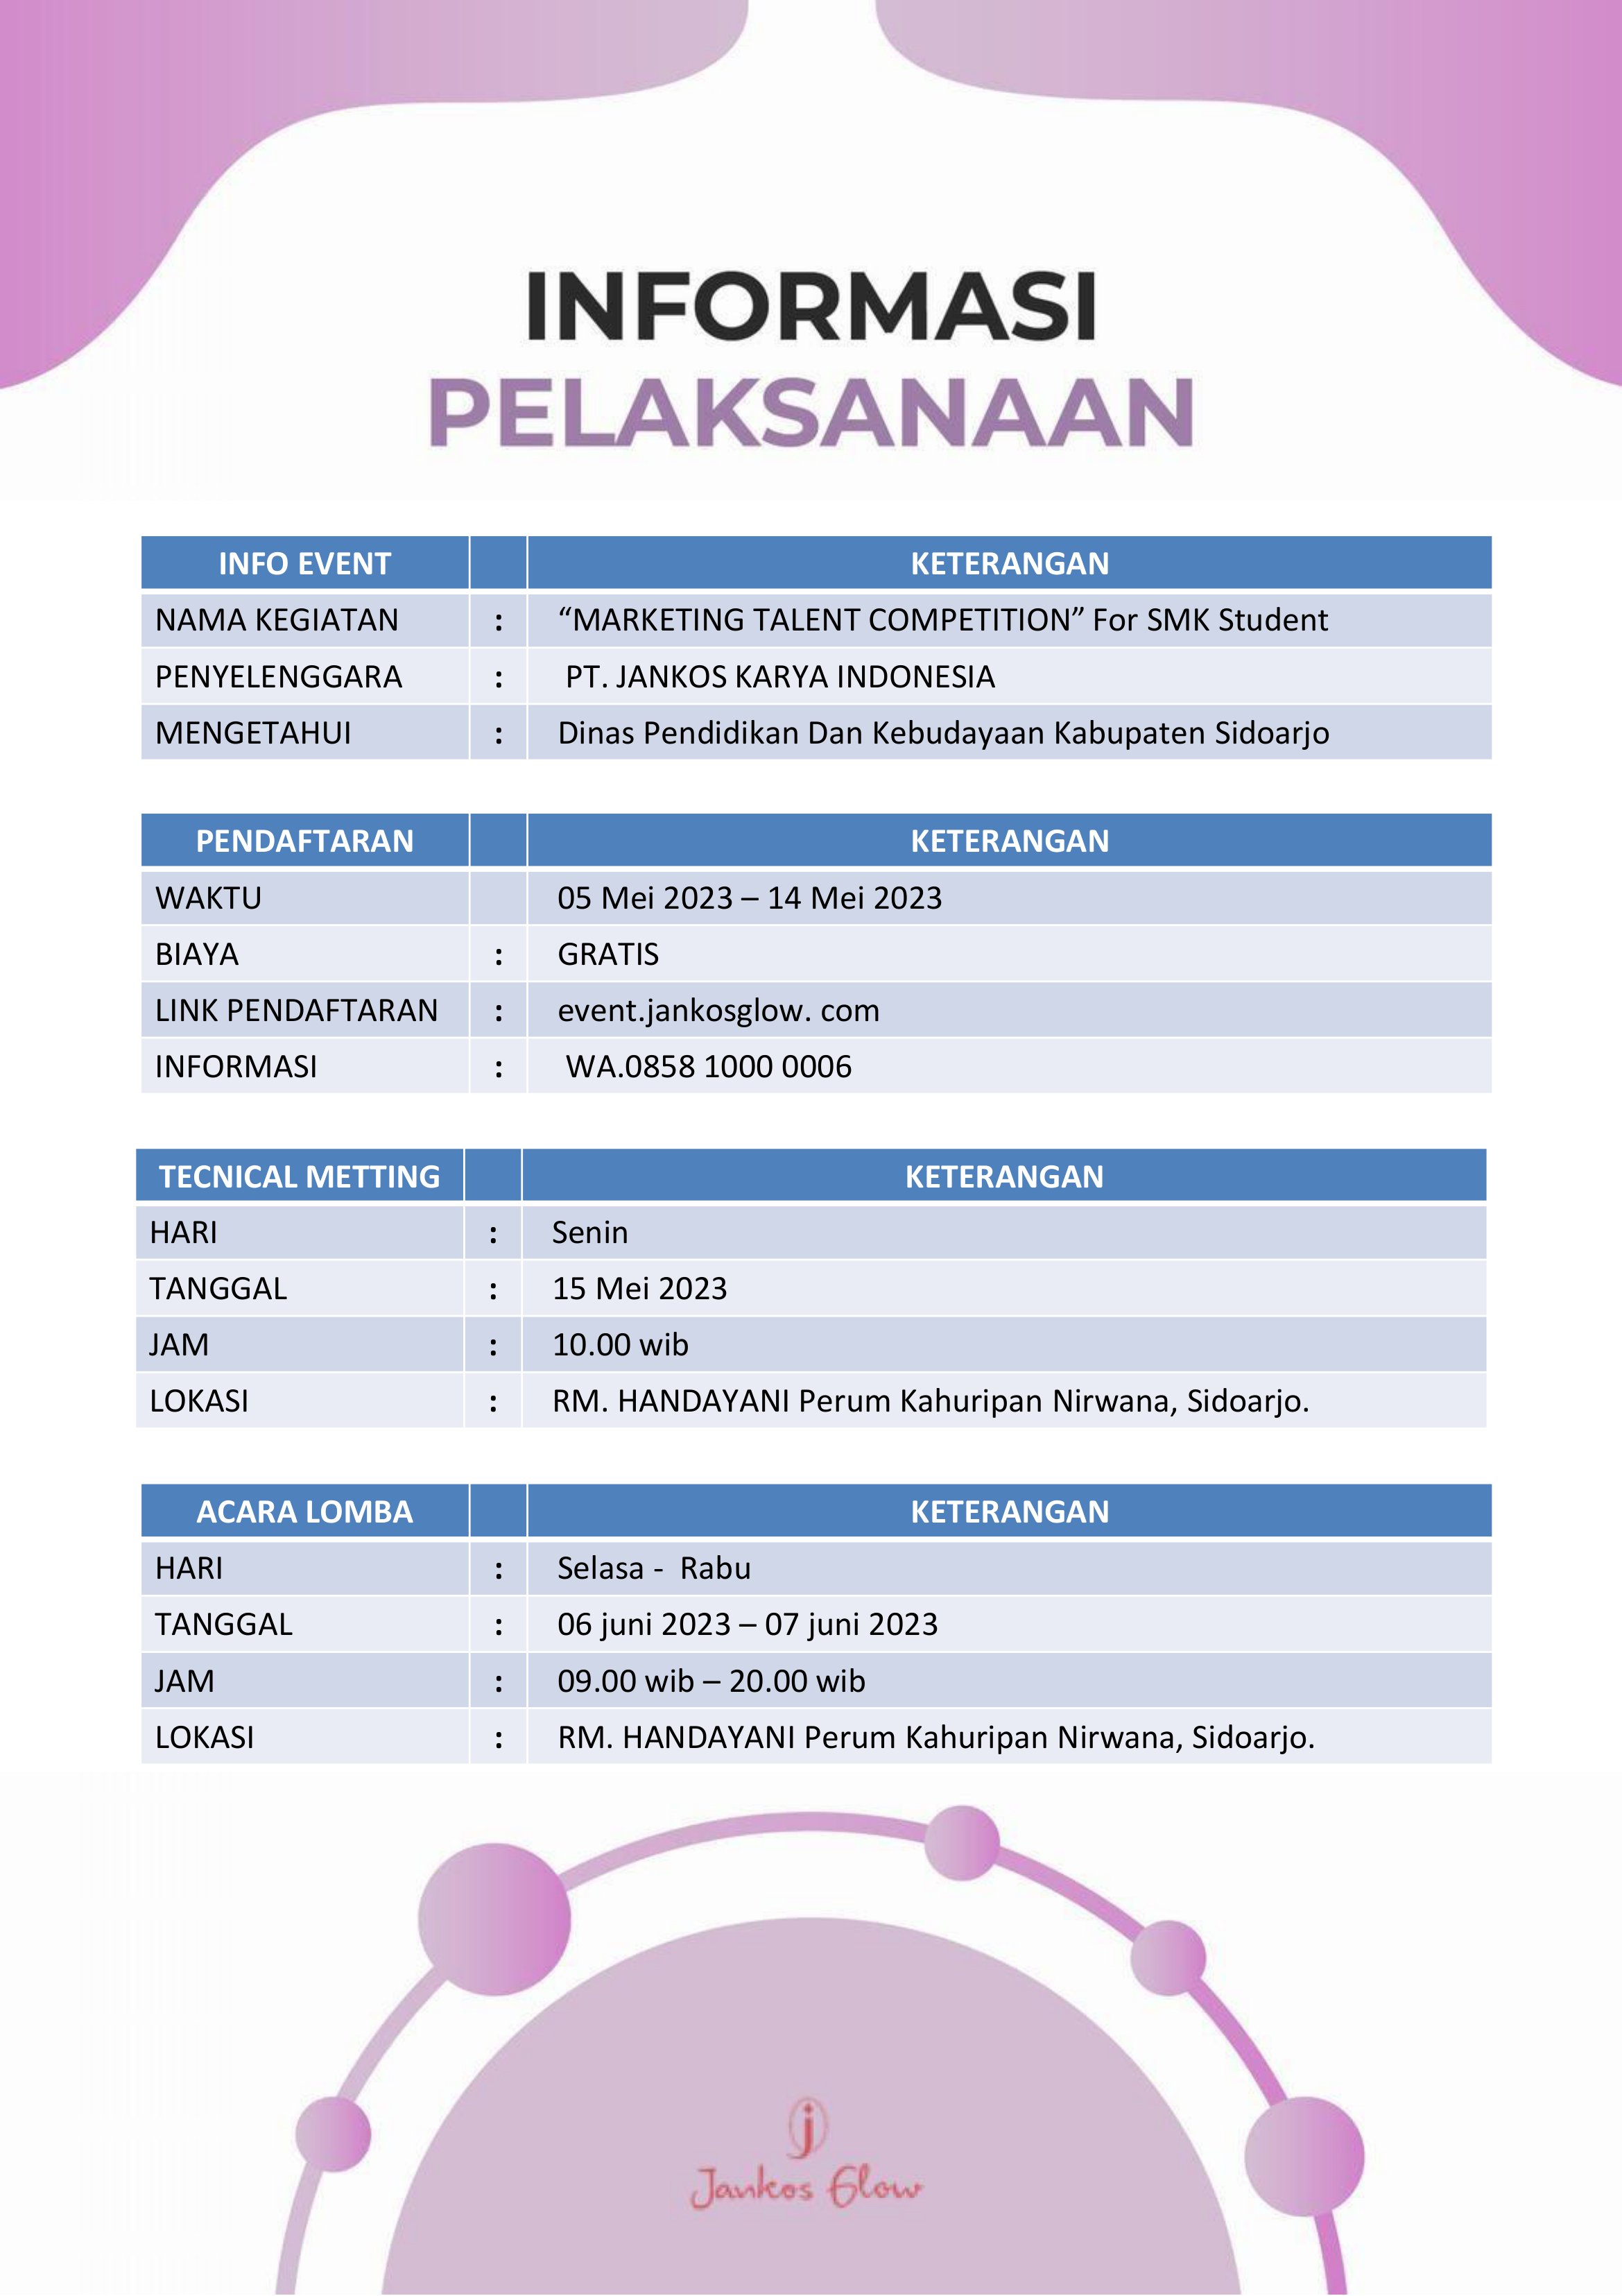 INFORMASI
PELAKSANAAN
INFO EVENT KETERANGAN
NAMA KEGIATAN : “MARKETING TALENT COMPETITION” For SMK Student
PENYELENGGARA : PT. JANKOS KARYA INDONESIA
MENGETAHUI : Dinas Pendidikan Dan Kebudayaan Kabupaten Sidoarjo
PENDAFTARAN KETERANGAN
WAKTU 05 Mei 2023 – 14 Mei 2023
BIAYA : GRATIS
LINK PENDAFTARAN : event.jankosglow. com
INFORMASI : WA.0858 1000 0006
TECNICAL METTING KETERANGAN
HARI : Senin
TANGGAL : 15 Mei 2023
JAM : 10.00 wib
LOKASI : RM. HANDAYANI Perum Kahuripan Nirwana, Sidoarjo.
ACARA LOMBA KETERANGAN
HARI : Selasa - Rabu
TANGGAL : 06 juni 2023 – 07 juni 2023
JAM : 09.00 wib – 20.00 wib
LOKASI : RM. HANDAYANI Perum Kahuripan Nirwana, Sidoarjo.
j
Jankos Glow